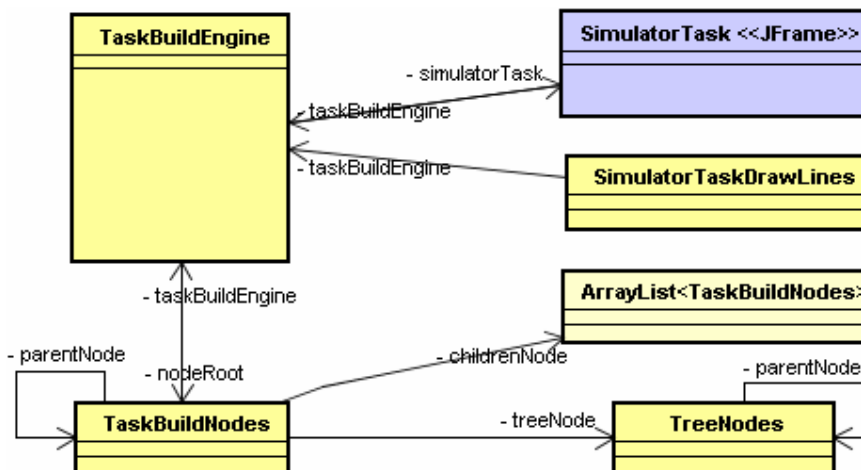 TaskBuildEngine
SimulatorTask <<JFrame>>
- simulatorTask
- taskBuildEngine
- taskBuildEngine
SimulatorTaskDrawLines
- taskBuildEngine
ArrayList<TaskBuildNodes>
- parentNode
- childrenNode
- parentNode
- nodeRoot
TaskBuildNodes
- treeNode
TreeNodes